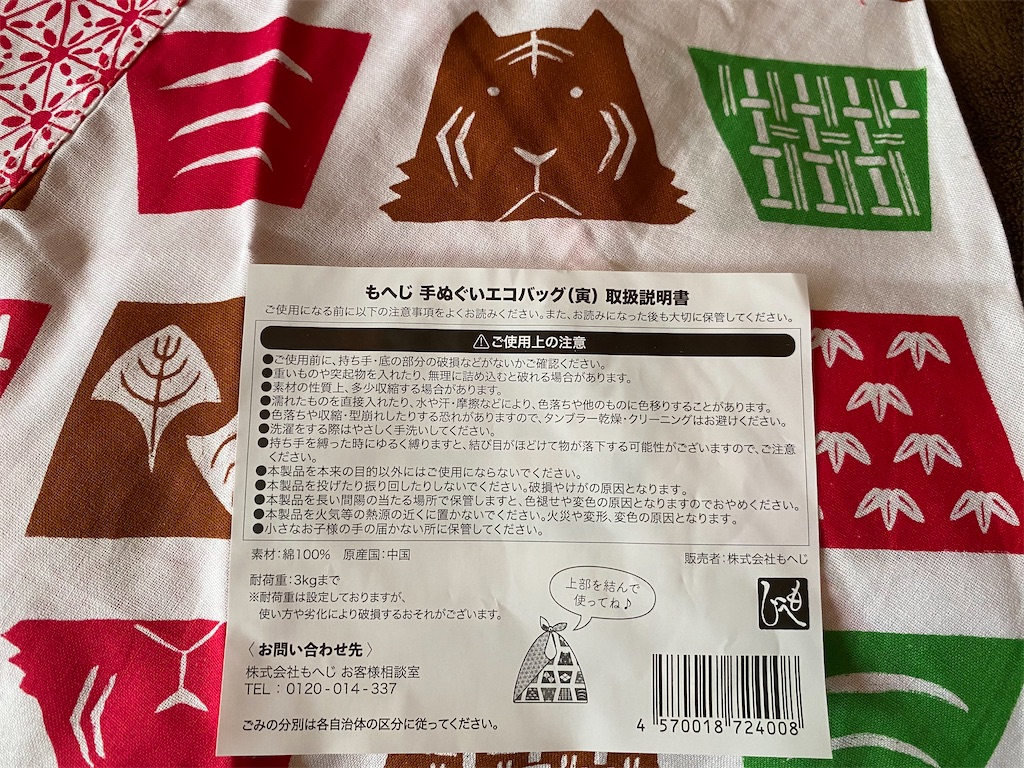 もへじ 手ぬぐいエコバッグ(寅) 取扱説明書
ご使用になる前に以下の注意事項をよくお読みください。また、お読みになった後も大切に保管してください。
⚠ご使用上の注意
●ご使用前に、持ち手・底の部分の破損などがないかご確認ください。
●重いものや突起物を入れたり、無理に詰め込むと破れる場合があります。
●素材の性質上、多少収縮する場合があります。
●濡れたものを直接入れたり、水や汗・摩擦などにより、色落ちや他のものに色移りすることがあります。
●色落ちや収縮・型崩れしたりする恐れがありますので、タンブラー乾燥・クリーニングはお避けください。
●洗濯をする際はやさしく手洗いしてください。
●持ち手を縛った時にゆるく縛りますと、結び目がほどけて物が落下する可能性がございますので、ご注意
ください。
●本製品を本来の目的以外にはご使用にならないでください。
●本製品を投げたり振り回したりしないでください。破損やけがの原因となります。
●本製品を長い間陽の当たる場所で保管しますと、色褪せや変色の原因となりますのでおやめください。
●本製品を火気等の熱源の近くに置かないでください。火災や変形、変色の原因となります。
●小さなお子様の手の届かない所に保管してください。
素材:綿100% 原産国:中国
販売者:株式会社もへじ
耐荷重:3kgまで
※耐荷重は設定しておりますが、
使い方や劣化により破損するおそれがございます。
上部を結んで
使ってね♪
もへじ
〈 お問い合わせ先 〉
株式会社もへじ お客様相談室
TEL : 0120-014-337
ごみの分別は各自治体の区分に従ってください。
4 570018 724008